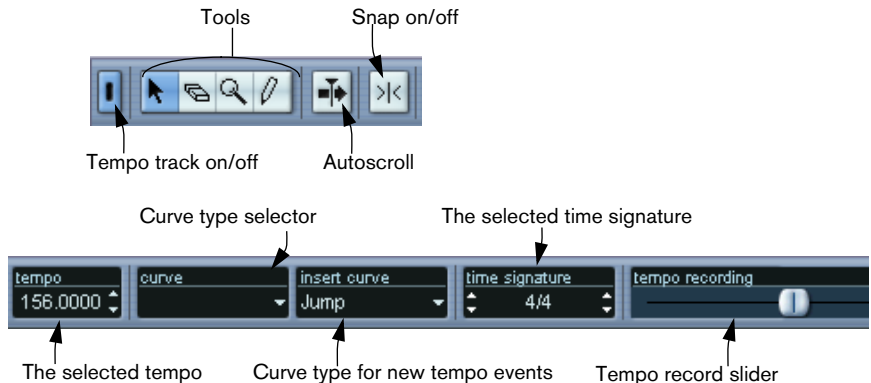 Tools
Snap on/off
Tempo track on/off
Autoscroll
Curve type selector
The selected time signature
tempo
curve
insert curve
time signature
tempo recording
156.0000
Jump
4/4
The selected tempo
Curve type for new tempo events
Tempo record slider